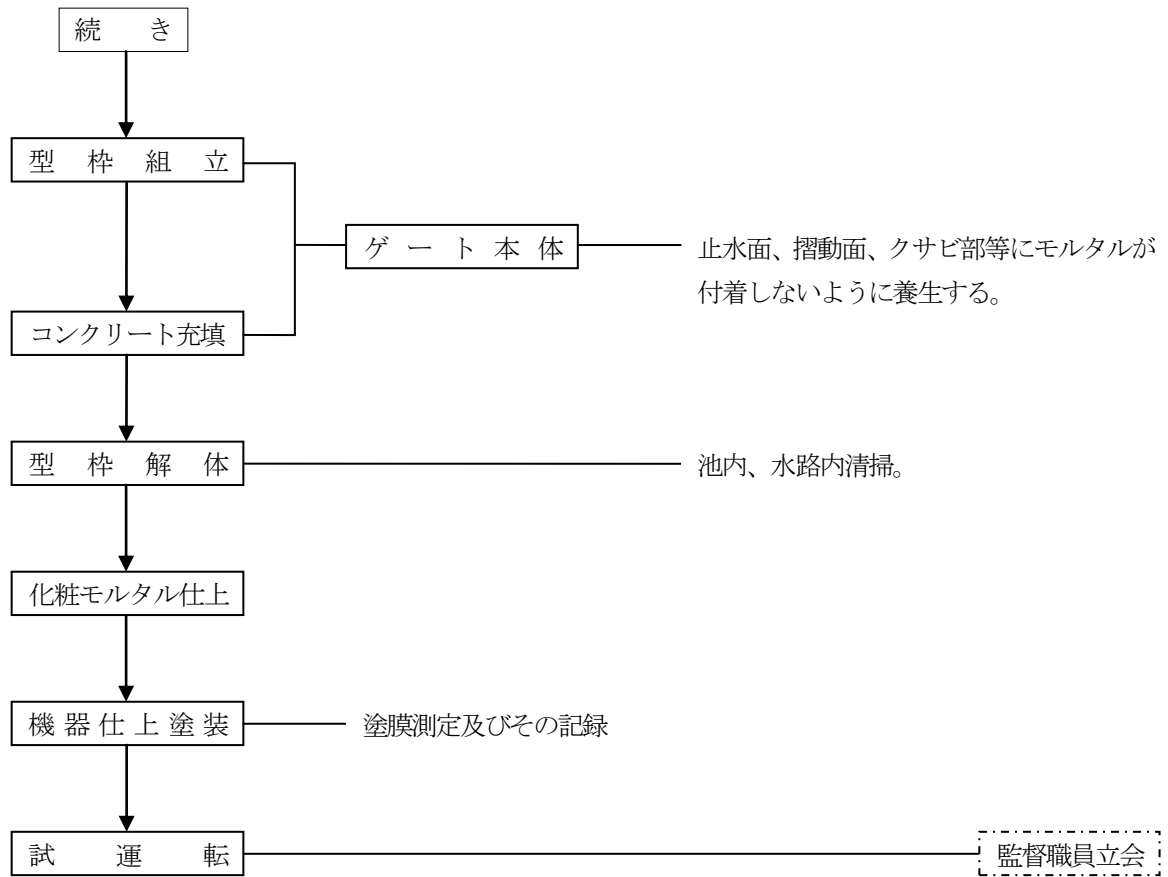 続き
型枠組立
ゲート本体
止水面、摺動面、クサビ部等にモルタルが
付着しないように養生する。
コンクリート充填
型枠解体
池内、水路内清掃。
化粧モルタル仕上
機器仕上塗装
塗膜測定及びその記録
試運転
監督職員立会